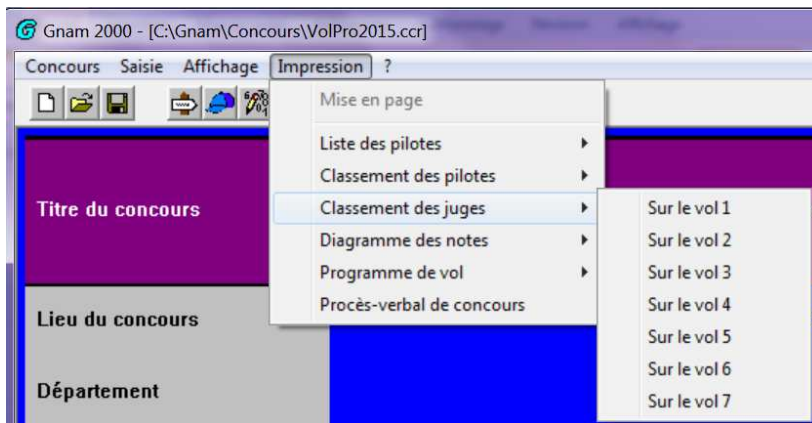 Gnam 2000 - [C:\Gnam\Concours\VolPro2015.ccr]
Concours Saisie Affichage Impression ?
Mise en page
Liste des pilotes
Classement des pilotes
Titre du concours
Classement des juges
Sur le vol 1
Diagramme des notes
Sur le vol 2
Programme de vol
Sur le vol 3
Procès-verbal de concours
Sur le vol 4
Lieu du concours
Sur le vol 5
Sur le vol 6
Département
Sur le vol 7